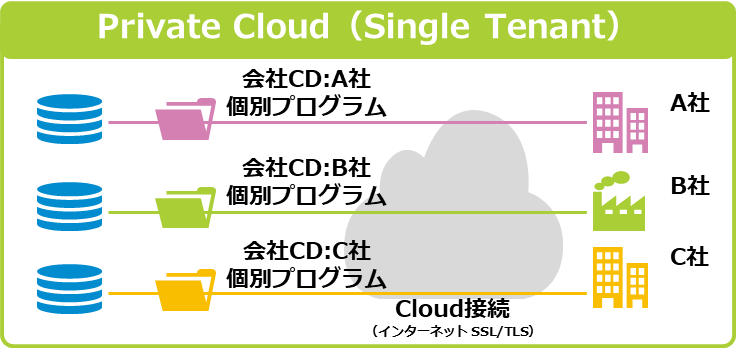 Private Cloud（Single Tenant）
会社CD:A社
個別プログラム
A社
会社CD:B社
個別プログラム
B社
会社CD:C社
個別プログラム
C社
Cloud接続
（インターネットSSL/TLS）